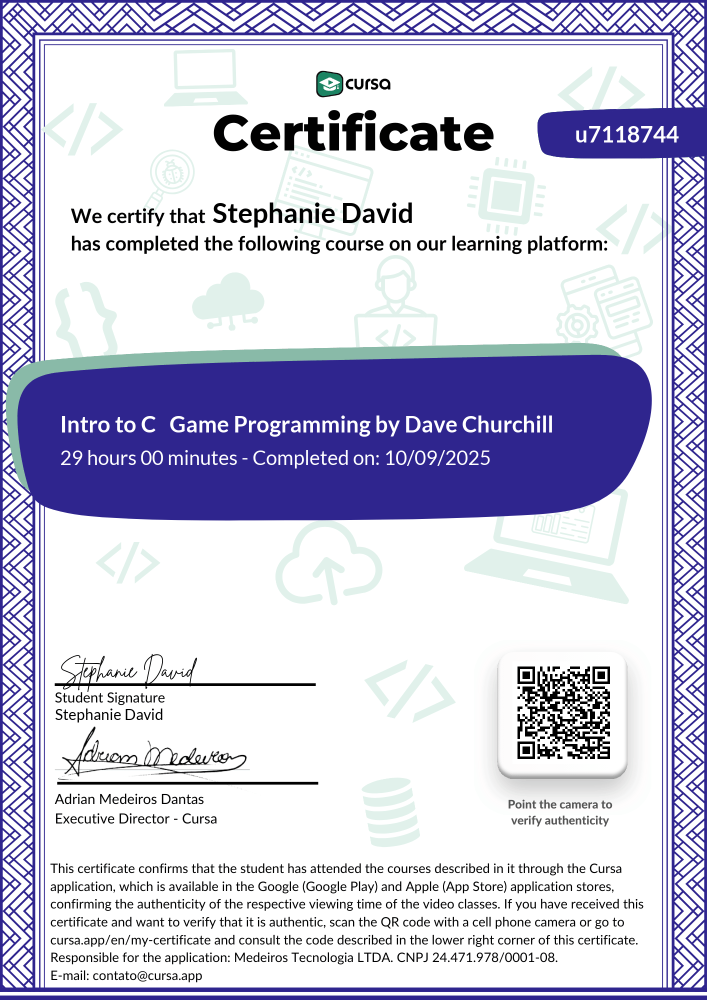 cursa
Certificate
u7118744
We certify that Stephanie David
has completed the following course on our learning platform:
Intro to C   Game Programming by Dave Churchill
29 hours 00 minutes - Completed on: 10/09/2025
Stephanie David
Student Signature
Stephanie David
Adrian Medeiros
Adrian Medeiros Dantas
Executive Director - Cursa
Point the camera to
verify authenticity
This certificate confirms that the student has attended the courses described in it through the Cursa
application, which is available in the Google (Google Play) and Apple (App Store) application stores,
confirming the authenticity of the respective viewing time of the video classes. If you have received this
certificate and want to verify that it is authentic, scan the QR code with a cell phone camera or go to
cursa.app/en/my-certificate and consult the code described in the lower right corner of this certificate.
Responsible for the application: Medeiros Tecnologia LTDA. CNPJ 24.471.978/0001-08.
E-mail: contato@cursa.app